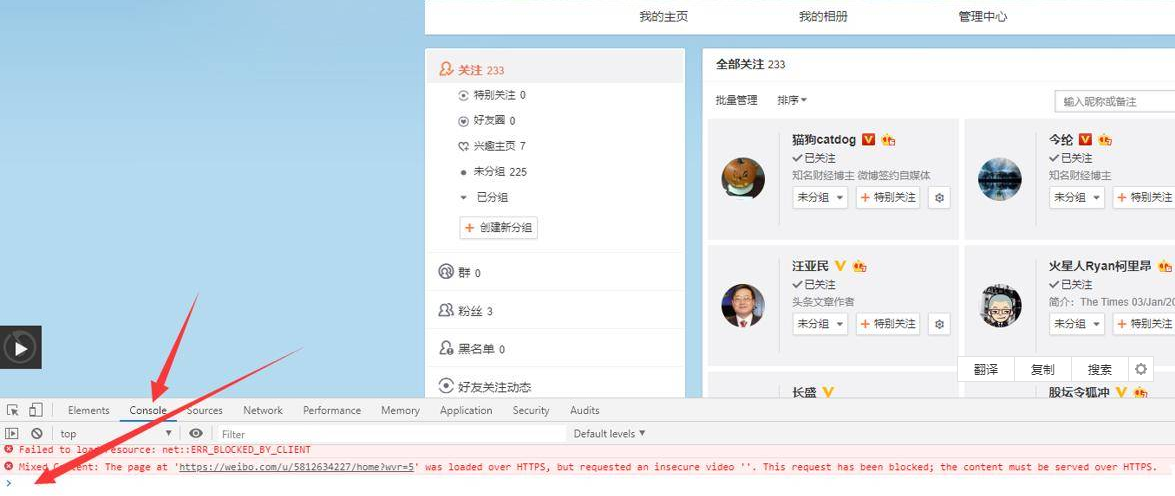 我的主页 我的相册 管理中心
关注 233
特别关注 0
好友圈 0
兴趣主页 7
未分组 225
已分组
创建新分组
群 0
粉丝 3
黑名单 0
好友关注动态
全部关注 233
批量管理 排序 输入昵称或备注
猫狗catdog V
已关注
知名财经博主 微博签约自媒体
未分组 + 特别关注
今纶 V
已关注
知名财经博主
未分组 + 特别关注
汪亚民 V
已关注
头条文章作者
未分组 + 特别关注
火星人Ryan柯里昂
已关注
简介：The Times 03/Jan/20
未分组 + 特别关注
长盛 V
股坛令狐冲 V
翻译 复制 搜索
Elements Console Sources Network Performance Memory Application Security Audits
top Filter Default levels
Failed to load resource: net::ERR_BLOCKED_BY_CLIENT
Mixed Content: The page at 'https://weibo.com/u/5812634227/home?wvr=5' was loaded over HTTPS, but requested an insecure video ''. This request has been blocked; the content must be served over HTTPS.